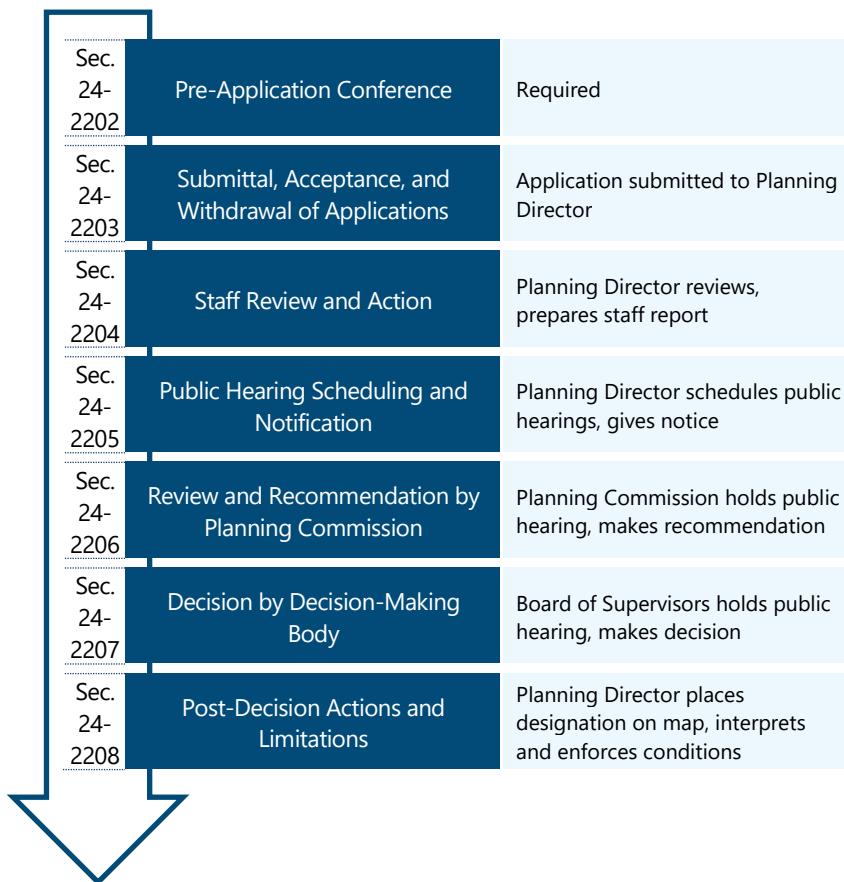 Sec.
24-
2202
Pre-Application Conference
Required
Sec.
24-
2203
Submittal, Acceptance, and
Withdrawal of Applications
Application submitted to Planning
Director
Sec.
24-
2204
Staff Review and Action
Planning Director reviews,
prepares staff report
Sec.
24-
2205
Public Hearing Scheduling and
Notification
Planning Director schedules public
hearings, gives notice
Sec.
24-
2206
Review and Recommendation by
Planning Commission
Planning Commission holds public
hearing, makes recommendation
Sec.
24-
2207
Decision by Decision-Making
Body
Board of Supervisors holds public
hearing, makes decision
Sec.
24-
2208
Post-Decision Actions and
Limitations
Planning Director places
designation on map, interprets
and enforces conditions